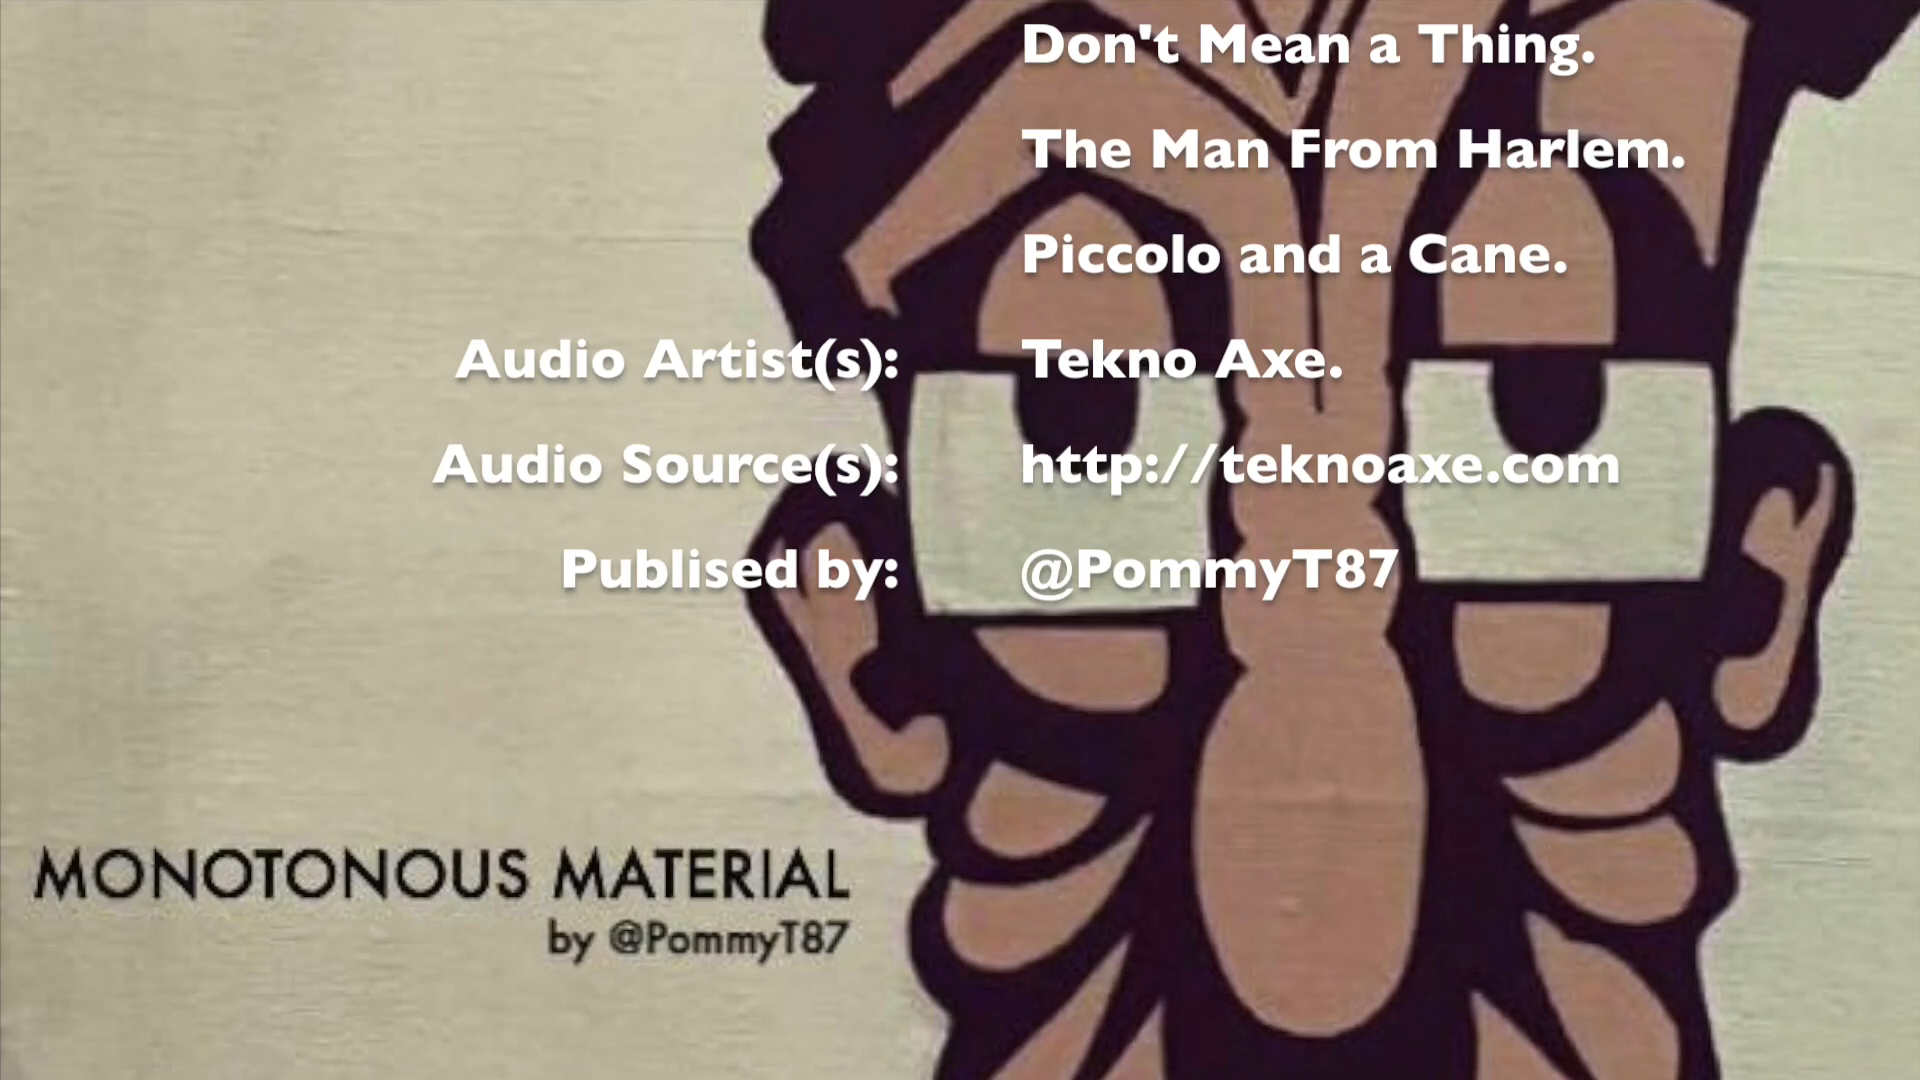 Don't Mean a Thing.
The Man From Harlem.
Piccolo and a Cane.
Audio Artist(s): Tekno Axe.
Audio Source(s): http://teknoaxe.com
Publised by: @PommyT87
MONOTONOUS MATERIAL
by @PommyT87